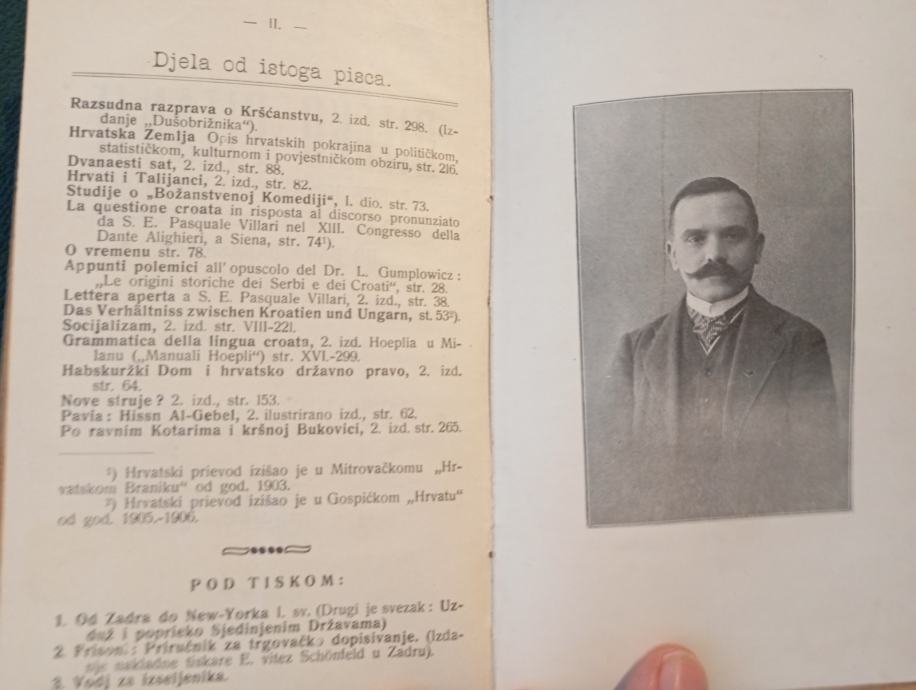 — II. —
Djela od istoga pisca.
Razsudna razprava o Kršćanstvu, 2. izd. str. 298. (Iz-
danje „Dušobrižnika“).
Hrvatska Zemlja Opis hrvatskih pokrajina u političkom,
statističkom, kulturnom i povjestničkom obziru, str. 216.
Dvanaesti sat, 2. izd., str. 88.
Hrvati i Talijanci, 2. izd., str. 82.
Studije o „Božanstvenoj Komediji“, I. dio. str. 73.
La questione croata in risposta al discorso pronunziato
da S. E. Pasquale Villari nel XIII. Congresso della
Dante Alighieri, a Siena, str. 74¹).
O vremenu str. 78.
Appunti polemici all' opuscolo del Dr. L. Gumplowicz :
„Le origini storiche dei Serbi e dei Croati“, str. 28.
Lettera aperta a S. E. Pasquale Villari, 2. izd., str. 38.
Das Verhältniss zwischen Kroatien und Ungarn, st. 53²).
Socijalizam, 2. izd. str. VIII-221.
Grammatica della lingua croata, 2. izd. Hoeplia u Mi-
lanu („Manuali Hoepli“) str. XVI.-299.
Habskuržki Dom i hrvatsko državno pravo, 2. izd.
str. 64.
Nove struje? 2. izd., str. 153.
Pavia : Hissn Al-Gebel, 2. ilustrirano izd., str. 62.
Po ravnim Kotarima i kršnoj Bukovici, 2. izd. str. 265.
¹) Hrvatski prievod izišao je u Mitrovačkomu „Hr-
vatskom Braniku“ od god. 1903.
²) Hrvatski prievod izišao je u Gospičkom „Hrvatu“
od god. 1905.-1906.
POD TISKOM:
1. Od Zadra do New-Yorka I. sv. (Drugi je svezak : Uz-
duž i poprieko Sjedinjenim Državama)
2. Frison.: Priručnik za trgovačko dopisivanje. (Izda-
nakladne tiskare E. vitez Schönfeld u Zadru).
3. Vodj za izseljenika.